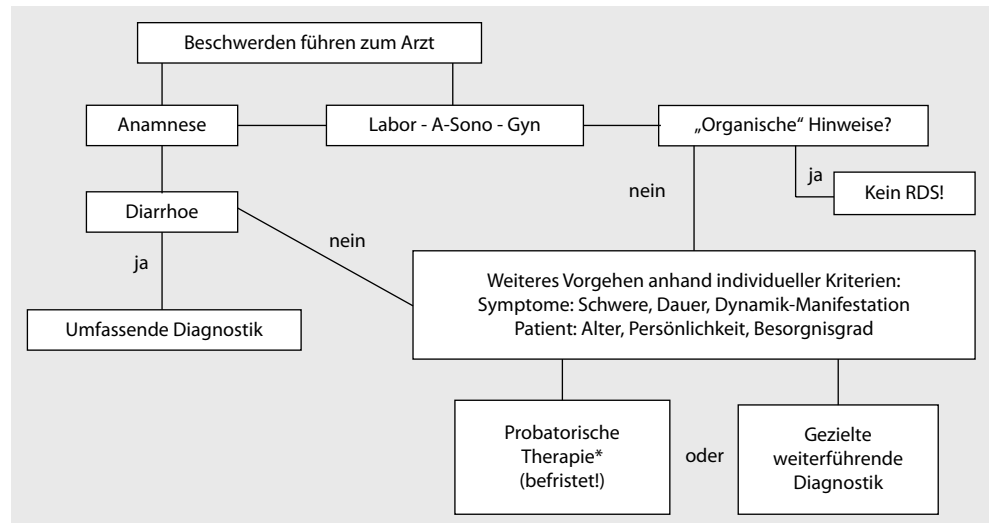 Beschwerden führen zum Arzt
Anamnese
Labor - A-Sono - Gyn
„Organische“ Hinweise?
nein
ja
Kein RDS!
Diarrhoe
nein
ja
Weiteres Vorgehen anhand individueller Kriterien:
Symptome: Schwere, Dauer, Dynamik-Manifestation
Patient: Alter, Persönlichkeit, Besorgnisgrad
Umfassende Diagnostik
Probatorische
Therapie*
(befristet!)
oder
Gezielte
weiterführende
Diagnostik